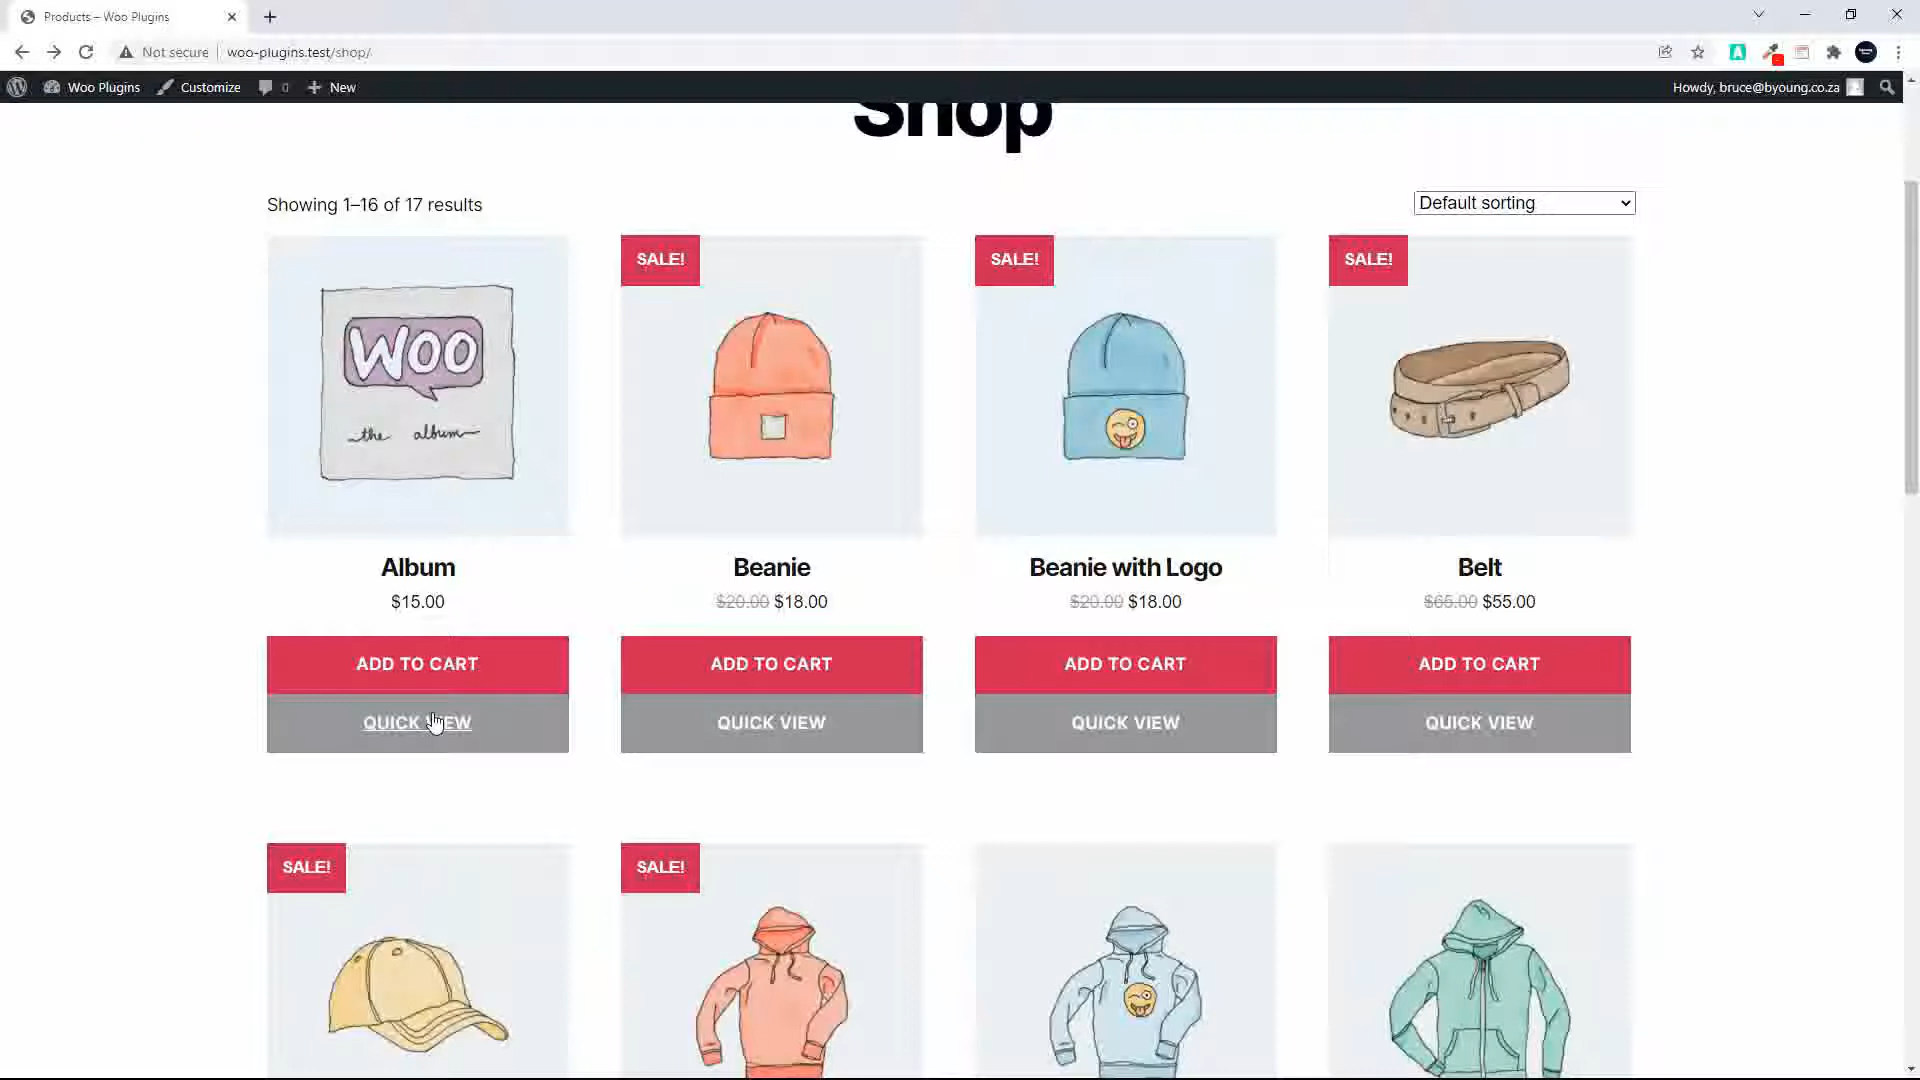 Products – Woo Plugins
Not secure
woo-plugins.test/shop/
Woo Plugins
Customize
0
New
Howdy, bruce@byoung.co.za
Shop
Showing 1–16 of 17 results
Default sorting
SALE!
SALE!
SALE!
WOO
the album
Album
Beanie
Beanie with Logo
Belt
$15.00
$20.00 $18.00
$20.00 $18.00
$65.00 $55.00
ADD TO CART
ADD TO CART
ADD TO CART
ADD TO CART
QUICK VIEW
QUICK VIEW
QUICK VIEW
QUICK VIEW
SALE!
SALE!